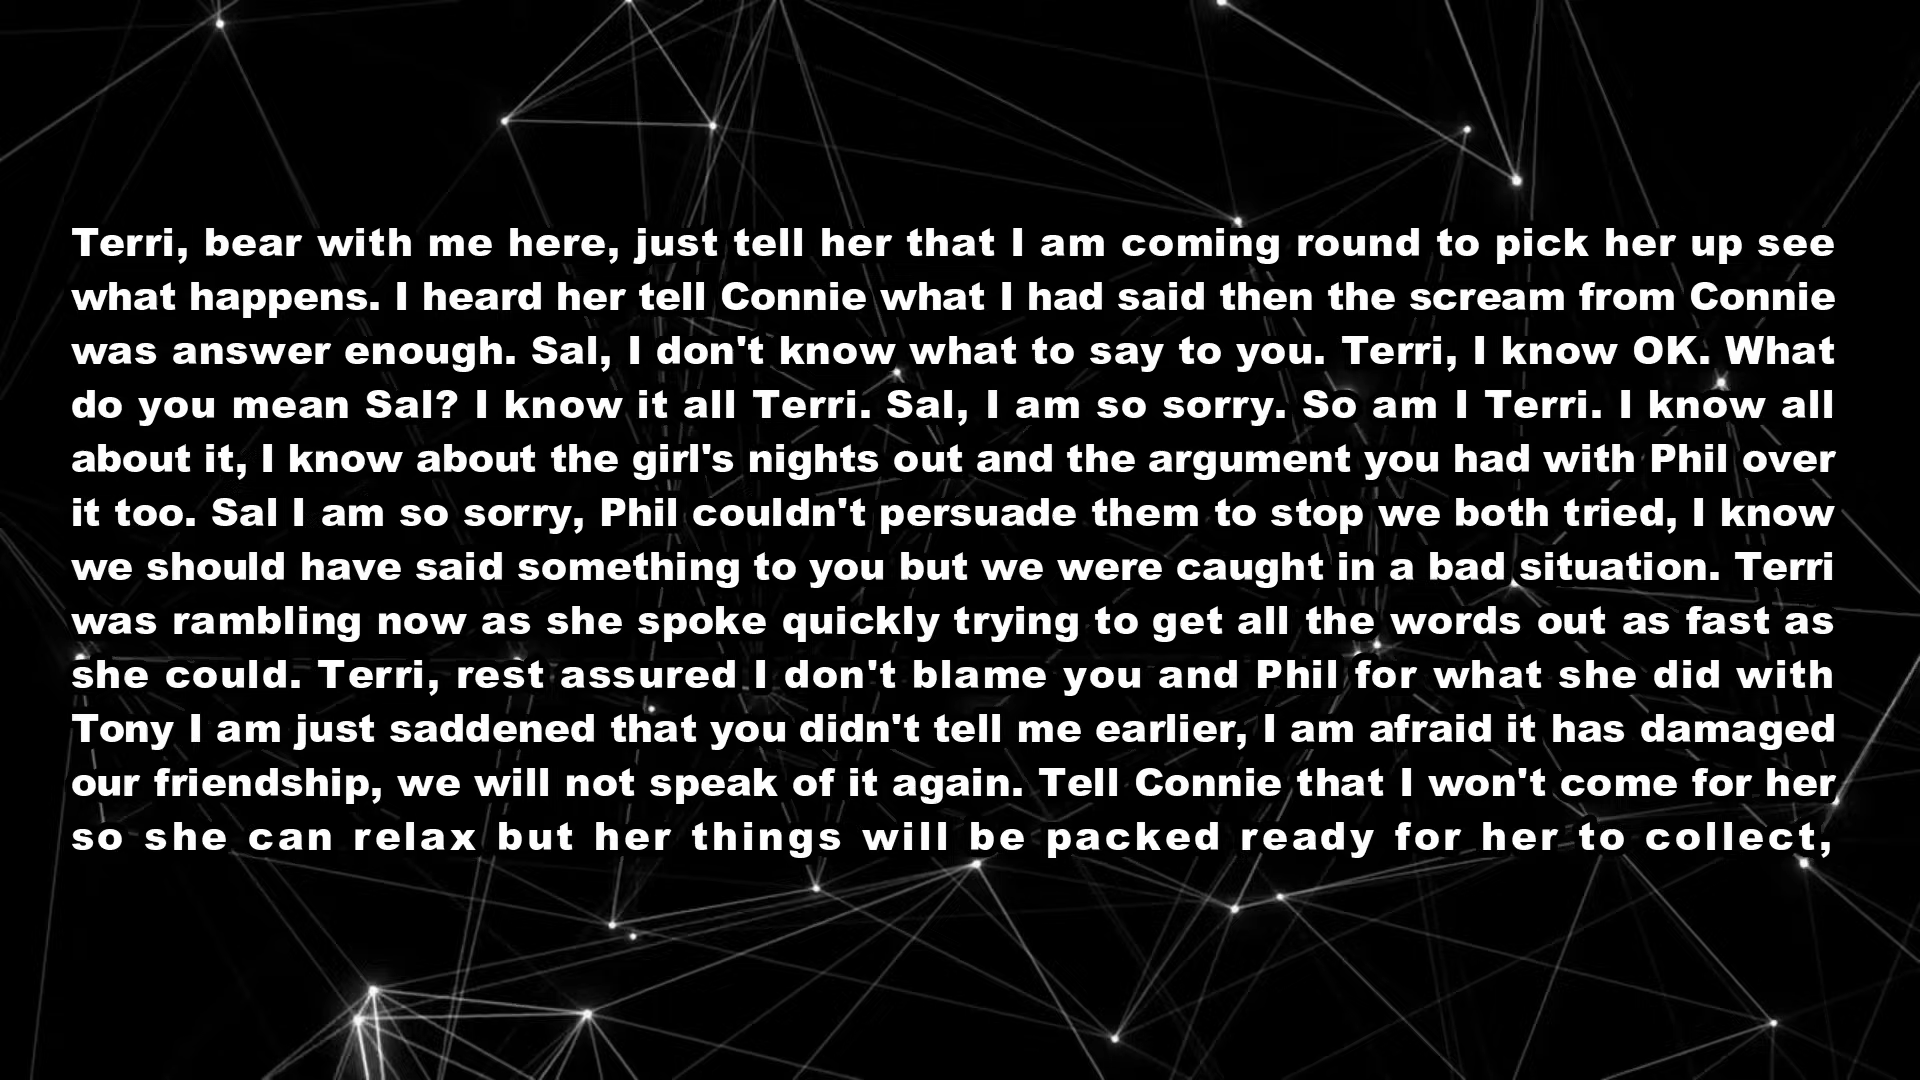 Terri, bear with me here, just tell her that I am coming round to pick her up see
what happens. I heard her tell Connie what I had said then the scream from Connie
was answer enough. Sal, I don't know what to say to you. Terri, I know OK. What
do you mean Sal? I know it all Terri. Sal, I am so sorry. So am I Terri. I know all
about it, I know about the girl's nights out and the argument you had with Phil over
it too. Sal I am so sorry, Phil couldn't persuade them to stop we both tried, I know
we should have said something to you but we were caught in a bad situation. Terri
was rambling now as she spoke quickly trying to get all the words out as fast as
she could. Terri, rest assured I don't blame you and Phil for what she did with
Tony I am just saddened that you didn't tell me earlier, I am afraid it has damaged
our friendship, we will not speak of it again. Tell Connie that I won't come for her
so she can relax but her things will be packed ready for her to collect,